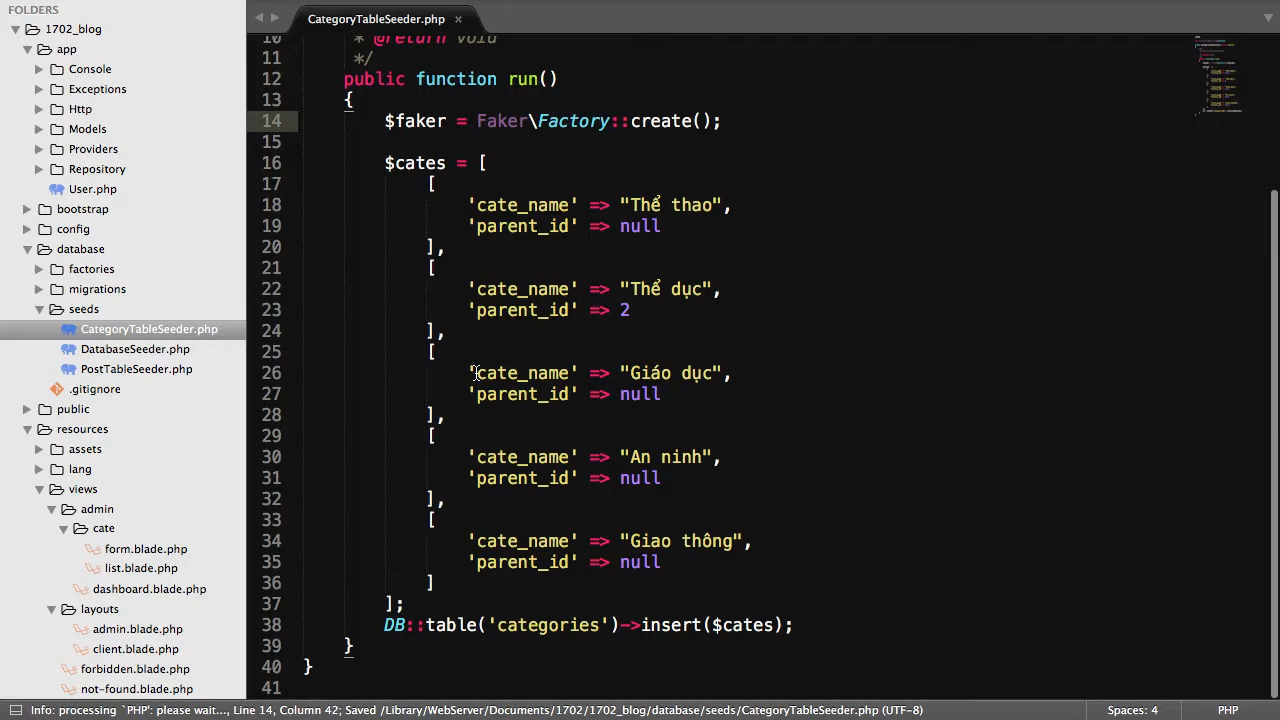 FOLDERS
1702_blog
app
Console
Exceptions
Http
Models
Providers
Repository
User.php
bootstrap
config
database
factories
migrations
seeds
CategoryTableSeeder.php
DatabaseSeeder.php
PostTableSeeder.php
.gitignore
public
resources
assets
lang
views
admin
cate
form.blade.php
list.blade.php
dashboard.blade.php
layouts
admin.blade.php
client.blade.php
forbidden.blade.php
not-found.blade.php
CategoryTableSeeder.php ×
10 * @return void
11 */
12 public function run()
13 {
14 $faker = Faker\Factory::create();
15
16 $cates = [
17 [
18 'cate_name' => "Thể thao",
19 'parent_id' => null
20 ],
21 [
22 'cate_name' => "Thể dục",
23 'parent_id' => 2
24 ],
25 [
26 'cate_name' => "Giáo dục",
27 'parent_id' => null
28 ],
29 [
30 'cate_name' => "An ninh",
31 'parent_id' => null
32 ],
33 [
34 'cate_name' => "Giao thông",
35 'parent_id' => null
36 ]
37 ];
38 DB::table('categories')->insert($cates);
39 }
40 }
41
Info: processing `PHP': please wait..., Line 14, Column 42; Saved /Library/WebServer/Documents/1702/1702_blog/database/seeds/CategoryTableSeeder.php (UTF-8) Spaces: 4 PHP